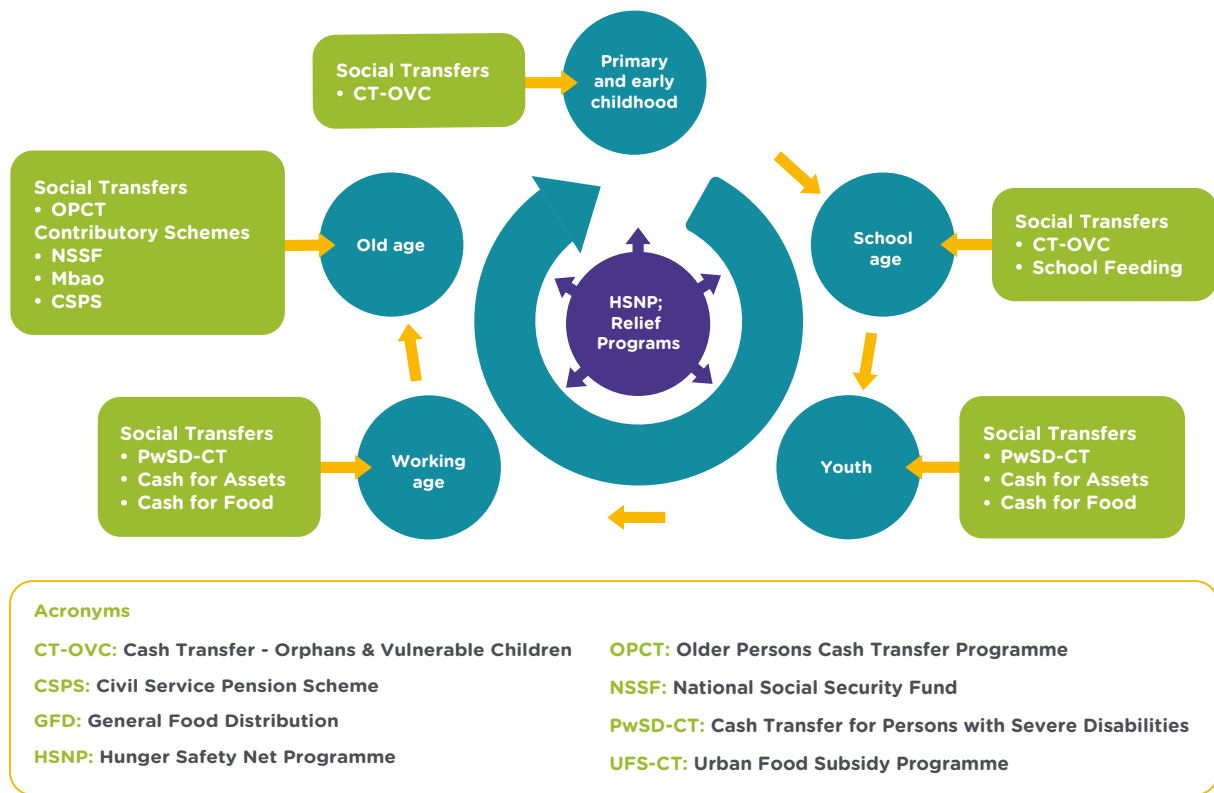 Primary
and early
childhood
Social Transfers
• CT-OVC
Social Transfers
• OPCT
Contributory Schemes
• NSSF
• Mbao
• CSPS
Old age
School
age
Social Transfers
• CT-OVC
• School Feeding
HSNP;
Relief
Programs
Social Transfers
• PwSD-CT
• Cash for Assets
• Cash for Food
Working
age
Youth
Social Transfers
• PwSD-CT
• Cash for Assets
• Cash for Food
Acronyms
CT-OVC: Cash Transfer - Orphans & Vulnerable Children
CSPS: Civil Service Pension Scheme
GFD: General Food Distribution
HSNP: Hunger Safety Net Programme
OPCT: Older Persons Cash Transfer Programme
NSSF: National Social Security Fund
PwSD-CT: Cash Transfer for Persons with Severe Disabilities
UFS-CT: Urban Food Subsidy Programme